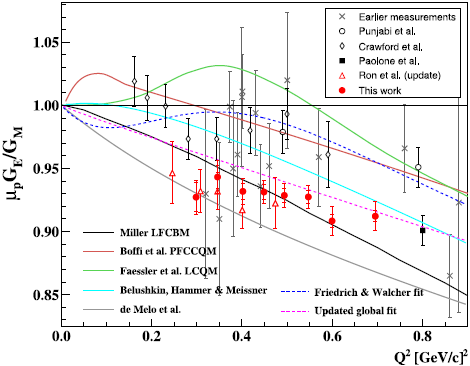 1.05
1.00
0.95
0.90
0.85
μpGE/GM
Earlier measurements
Punjabi et al.
Crawford et al.
Paolone et al.
Ron et al. (update)
This work
Miller LFCBM
Boffi et al. PFCCQM
Faessler et al. LCQM
Belushkin, Hammer & Meissner
de Melo et al.
Friedrich & Walcher fit
Updated global fit
0.0 0.2 0.4 0.6 0.8
Q² [GeV/c]²